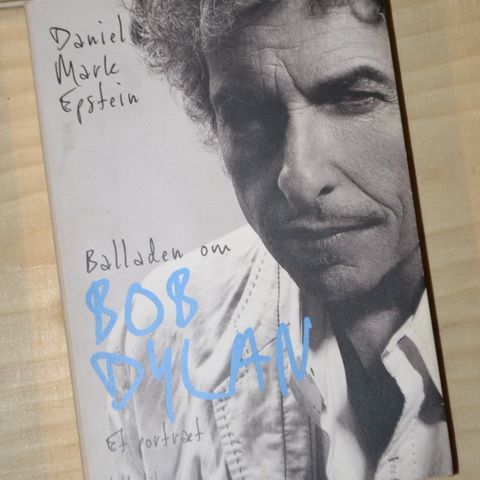 Daniel
Mark
Epstein
Balladen om
BOB
DYLAN
Et portræt